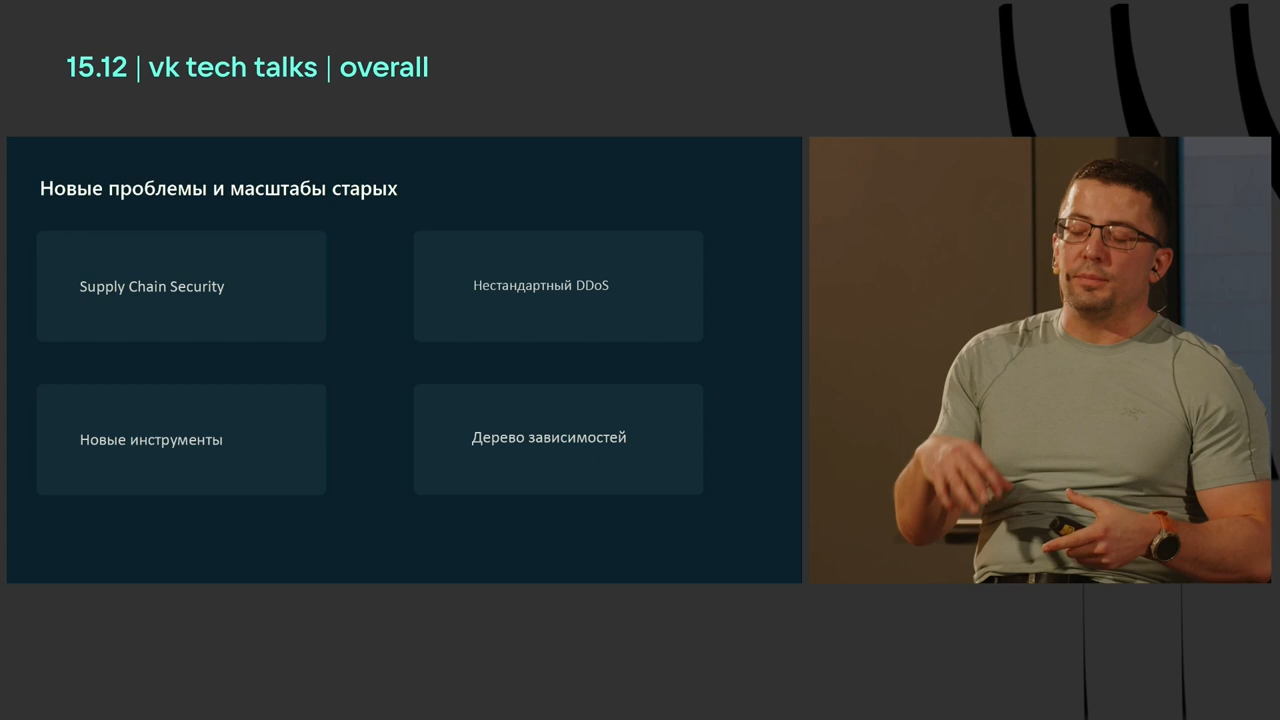 15.12 | vk tech talks | overall
Новые проблемы и масштабы старых
Supply Chain Security
Нестандартный DDoS
Новые инструменты
Дерево зависимостей